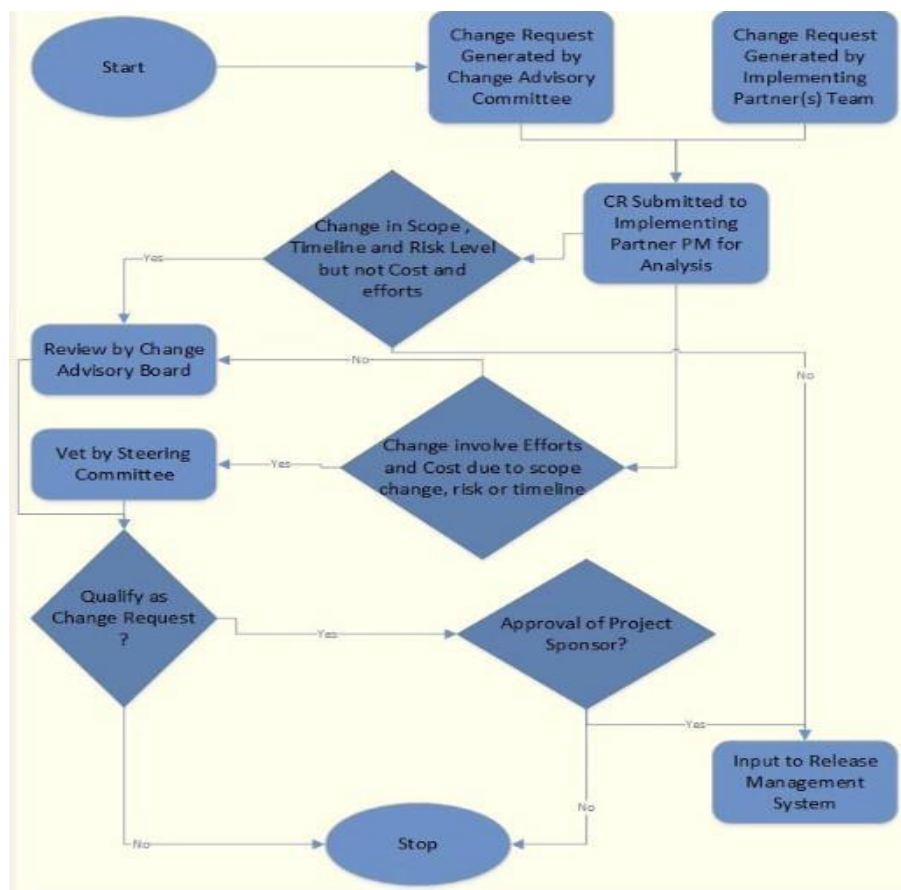 Start
Change Request
Generated by
Change Advisory
Committee
Change Request
Generated by
Implementing
Partner(s) Team
CR Submitted to
Implementing
Partner PM for
Analysis
Change in Scope ,
Timeline and Risk Level
but not Cost and
efforts
Yes
Review by Change
Advisory Board
No
No
Vet by Steering
Committee
Yes
Change involve Efforts
and Cost due to scope
change, risk or timeline
Qualify as
Change Request
?
Yes
Approval of Project
Sponsor?
Yes
Input to Release
Management
System
No
No
Stop